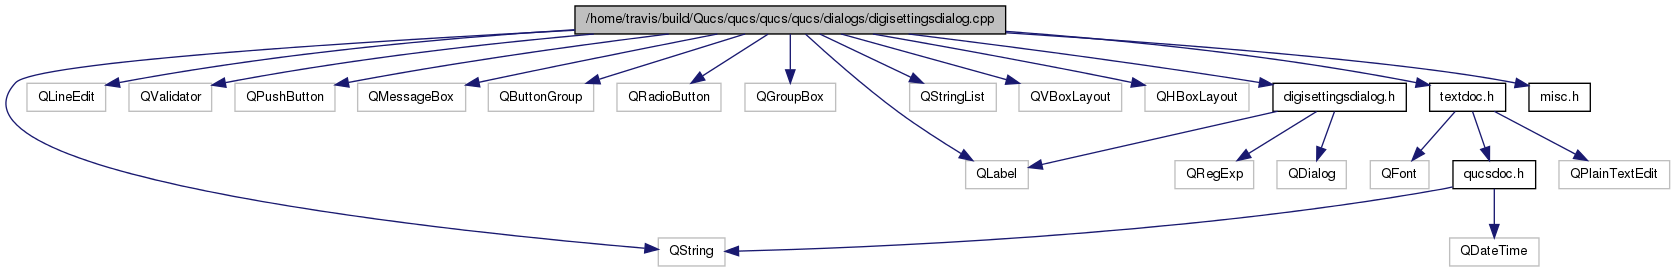 /home/travis/build/Qucs/qucs/qucs/qucs/dialogs/digisettingsdialog.cpp
QLineEdit
QValidator
QPushButton
QMessageBox
QButtonGroup
QRadioButton
QGroupBox
QStringList
QVBoxLayout
QHBoxLayout
digisettingsdialog.h
textdoc.h
misc.h
QLabel
QRegExp
QDialog
QFont
qucsdoc.h
QPlainTextEdit
QString
QDateTime